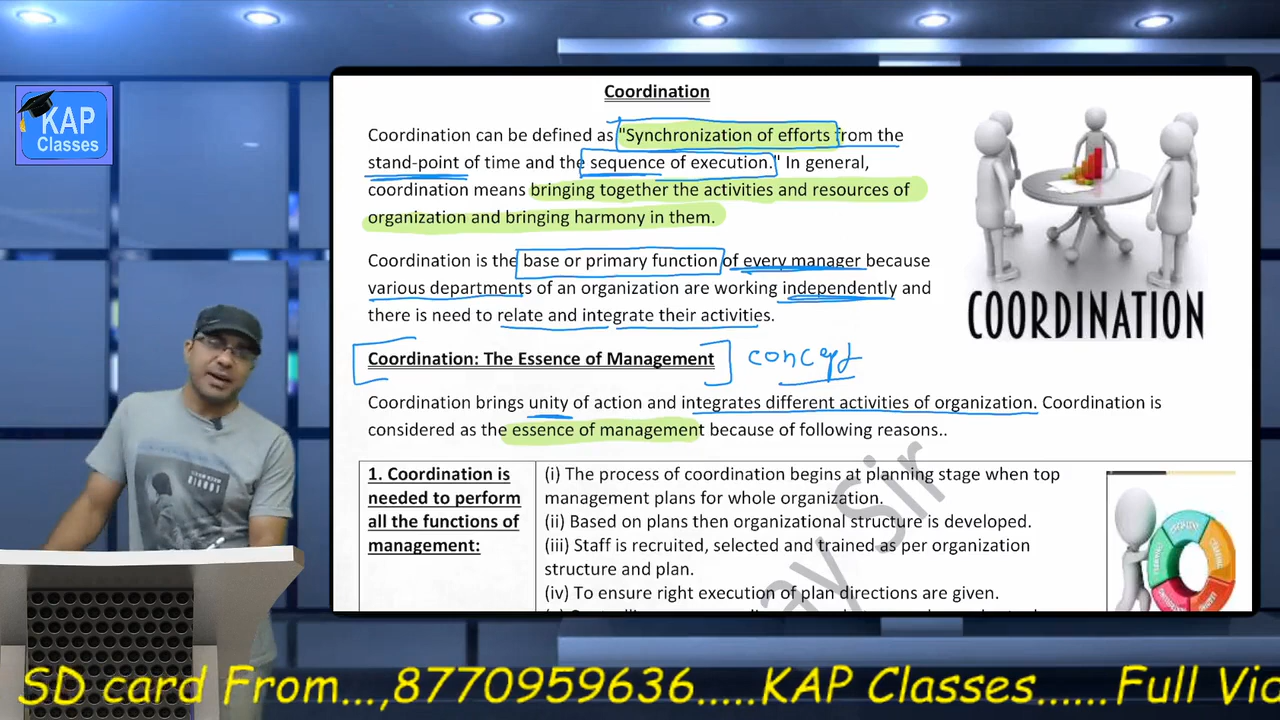 KAP
Classes
Coordination
Coordination can be defined as "Synchronization of efforts from the
stand-point of time and the sequence of execution." In general,
coordination means bringing together the activities and resources of
organization and bringing harmony in them.
Coordination is the base or primary function of every manager because
various departments of an organization are working independently and
there is need to relate and integrate their activities.
COORDINATION
Coordination: The Essence of Management
concept
Coordination brings unity of action and integrates different activities of organization. Coordination is
considered as the essence of management because of following reasons..
1. Coordination is
needed to perform
all the functions of
management:
(i) The process of coordination begins at planning stage when top
management plans for whole organization.
(ii) Based on plans then organizational structure is developed.
(iii) Staff is recruited, selected and trained as per organization
structure and plan.
(iv) To ensure right execution of plan directions are given.
ay Sir
SD card From...,8770959636.....KAP Classes......Full Vi